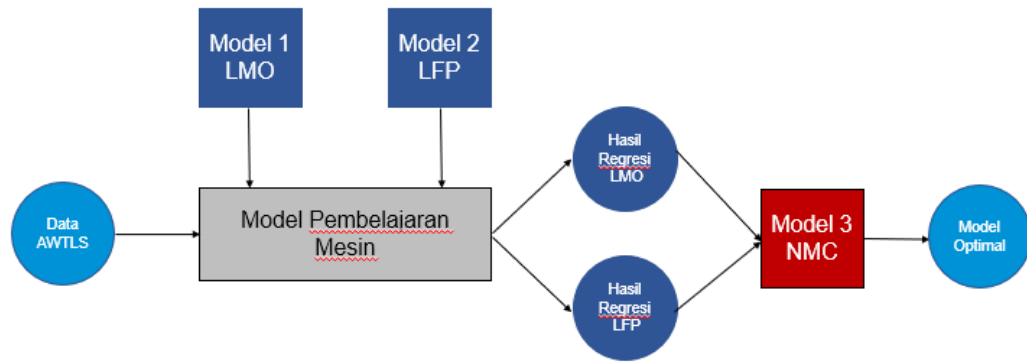 Model 1
LMO
Model 2
LFP
Data
AWTLS
Model Pembelajaran
Mesin
Hasil
Regresi
LMO
Hasil
Regresi
LFP
Model 3
NMC
Model
Optimal